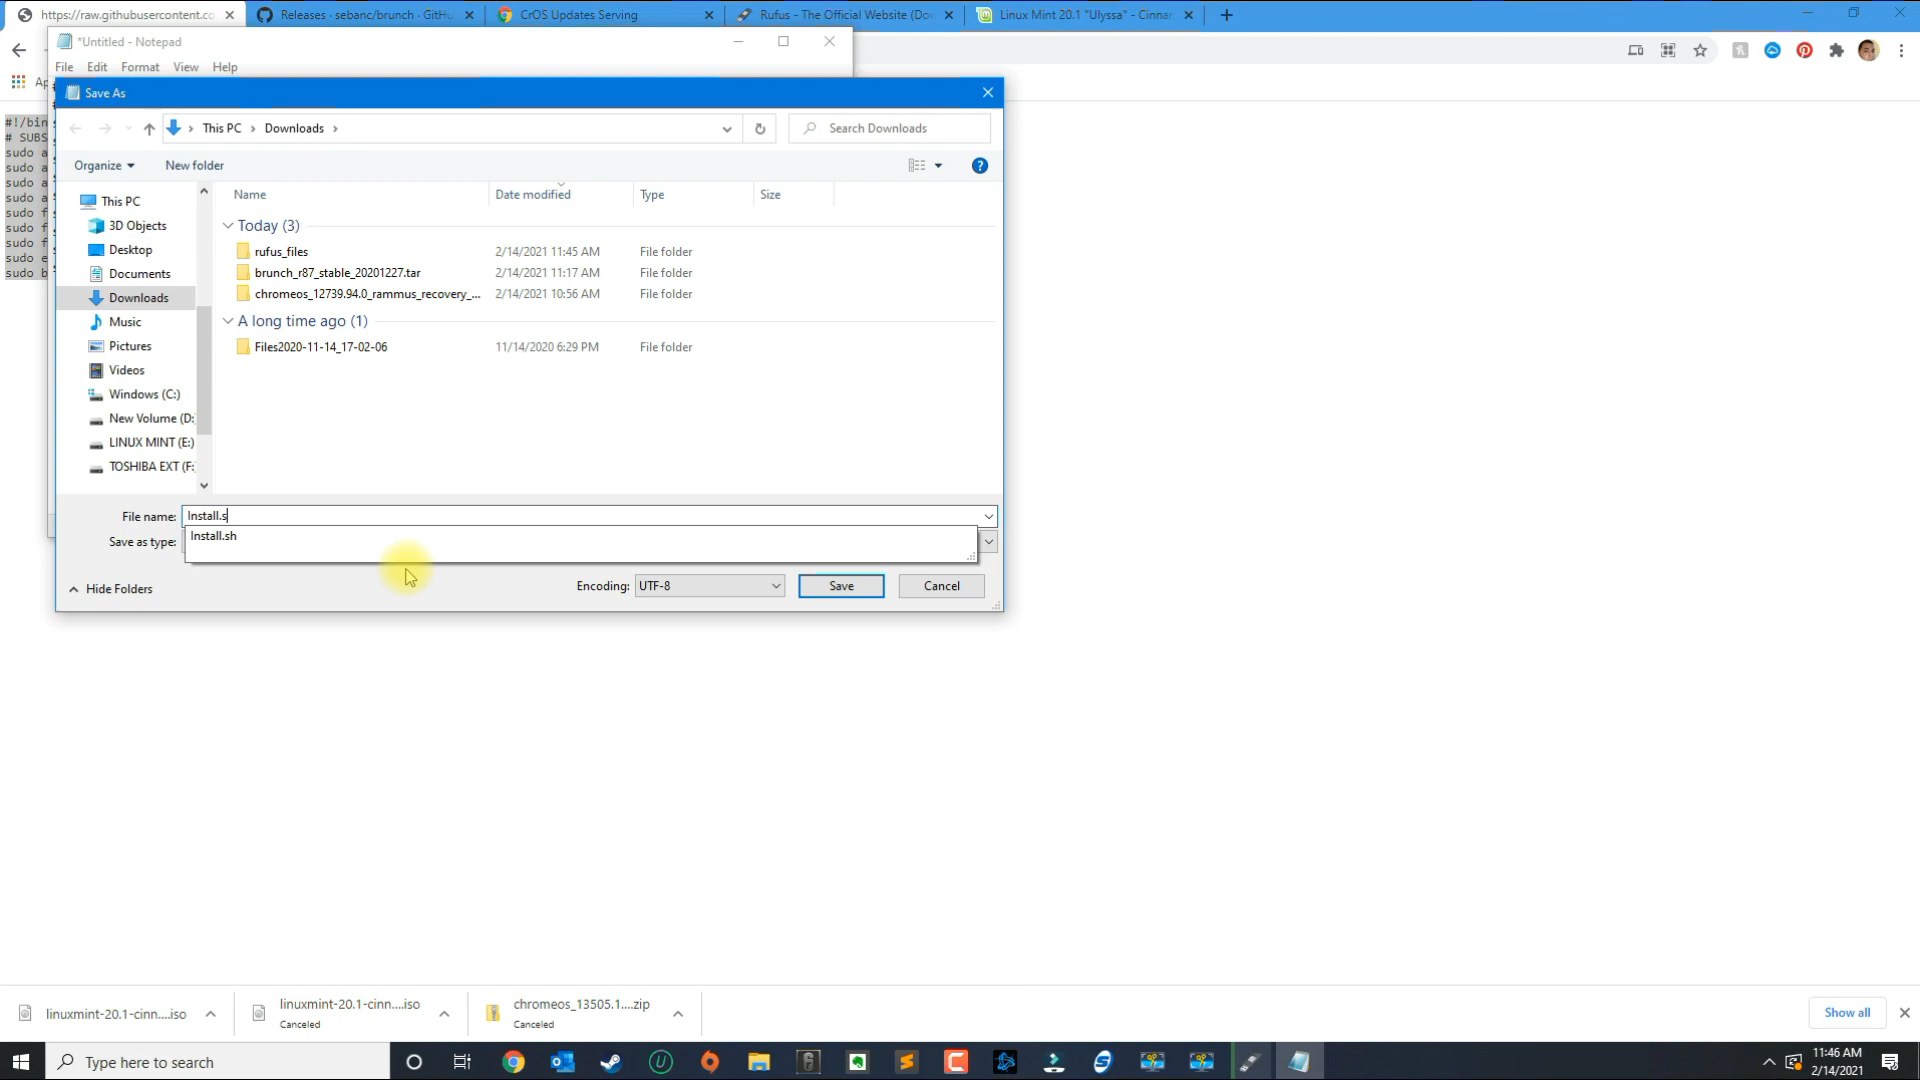 https://raw.githubusercontent.co
Releases · sebanc/brunch · GitHu
CrOS Updates Serving
Rufus - The Official Website (Dow
Linux Mint 20.1 "Ulyssa" - Cinnar
*Untitled - Notepad
File Edit Format View Help
Ap
Save As
#!/bin
# SUBS
sudo a
sudo a
sudo a
sudo a
sudo f
sudo f
sudo f
sudo e
sudo b
This PC > Downloads >
Search Downloads
Organize
New folder
Name Date modified Type Size
This PC
3D Objects
Desktop
Documents
Downloads
Music
Pictures
Videos
Windows (C:)
New Volume (D:
LINUX MINT (E:)
TOSHIBA EXT (F:
Today (3)
rufus_files 2/14/2021 11:45 AM File folder
brunch_r87_stable_20201227.tar 2/14/2021 11:17 AM File folder
chromeos_12739.94.0_rammus_recovery_... 2/14/2021 10:56 AM File folder
A long time ago (1)
Files2020-11-14_17-02-06 11/14/2020 6:29 PM File folder
File name: Install.s
Install.sh
Save as type:
Hide Folders
Encoding: UTF-8
Save
Cancel
linuxmint-20.1-cinn....iso
linuxmint-20.1-cinn....iso
Canceled
chromeos_13505.1....zip
Canceled
Show all
Type here to search
11:46 AM
2/14/2021